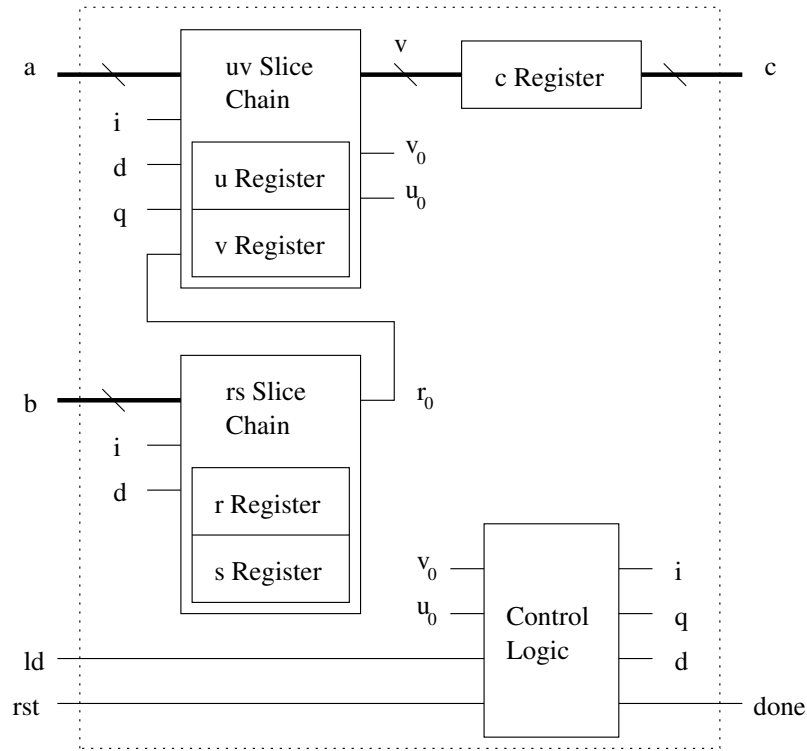 a
uv Slice
Chain
v
c Register
c
i
d
q
u Register
v Register
v0
u0
b
rs Slice
Chain
r0
i
d
r Register
s Register
v0
u0
Control
Logic
i
q
d
ld
rst
done